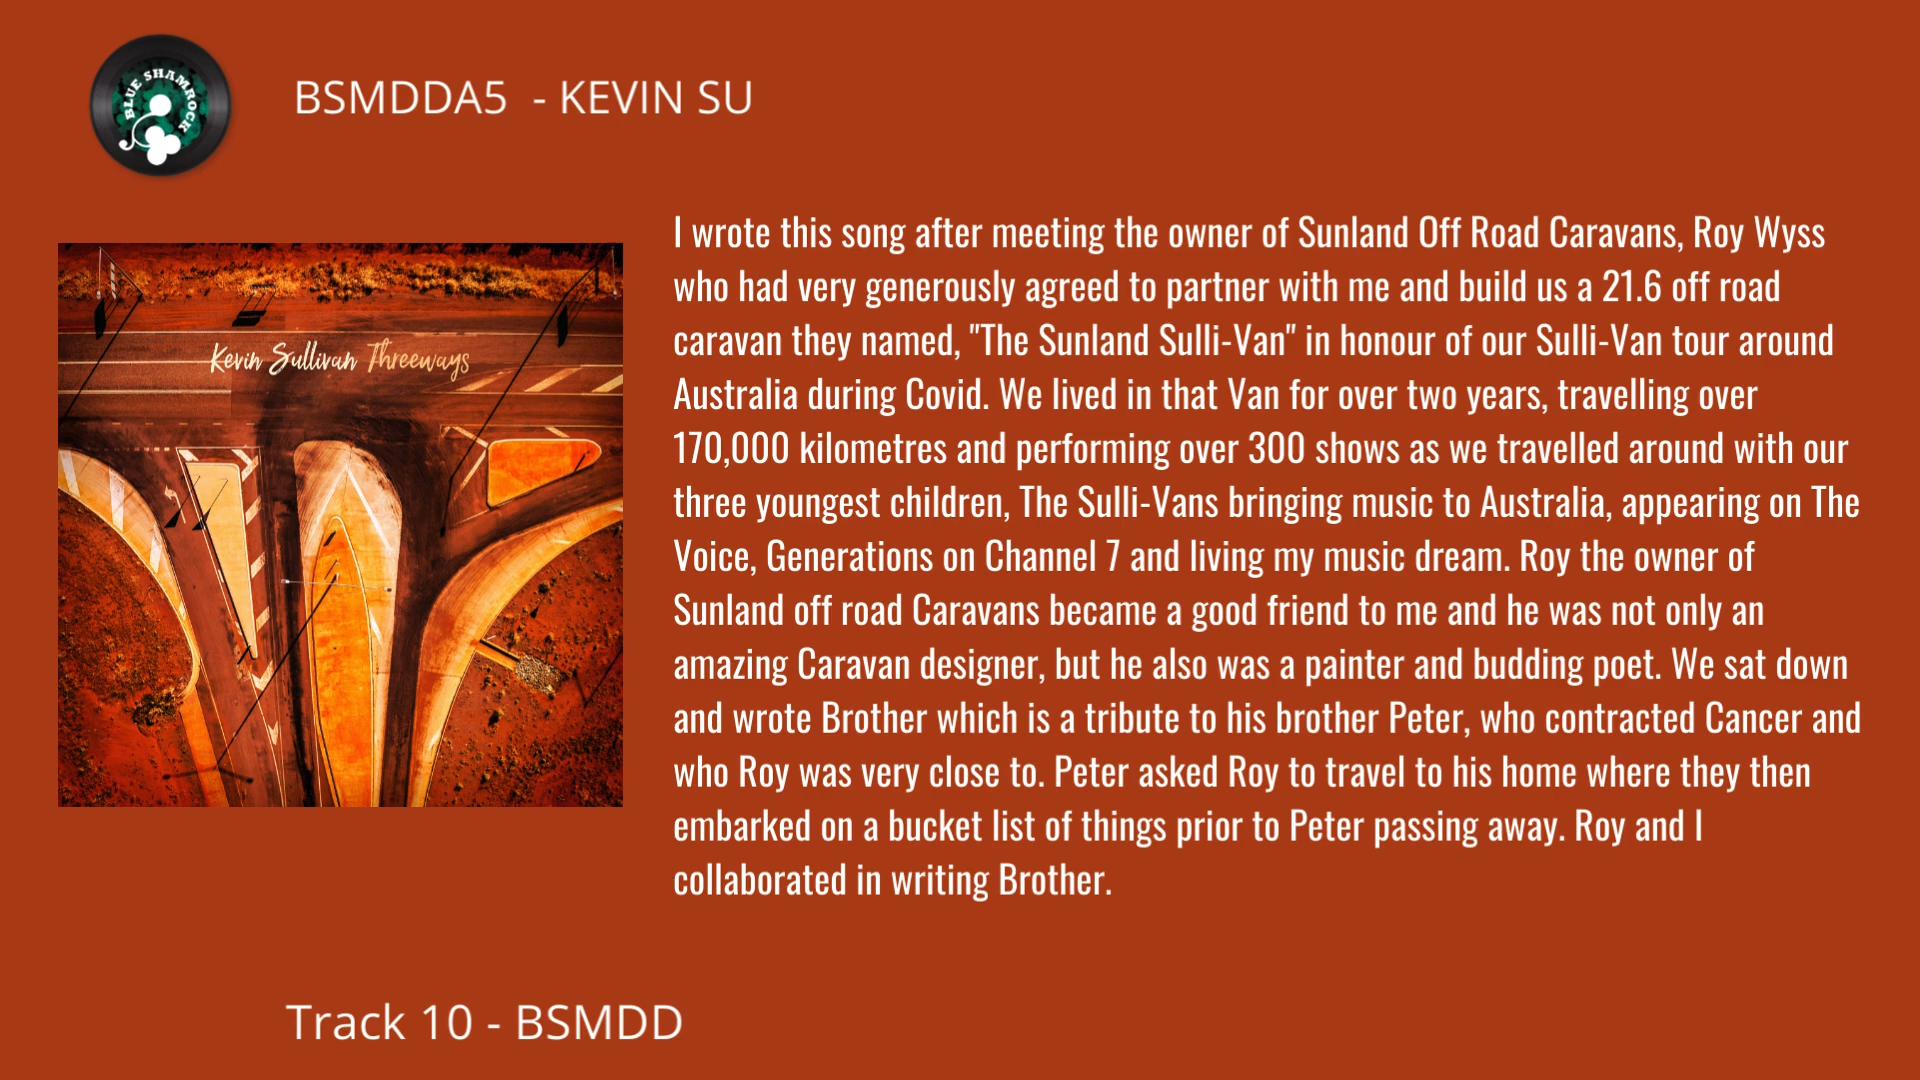 BLUE SHAMROCK
BSMDDA5 - KEVIN SU
Kevin Sullivan Threeways
I wrote this song after meeting the owner of Sunland Off Road Caravans, Roy Wyss
who had very generously agreed to partner with me and build us a 21.6 off road
caravan they named, "The Sunland Sulli-Van" in honour of our Sulli-Van tour around
Australia during Covid. We lived in that Van for over two years, travelling over
170,000 kilometres and performing over 300 shows as we travelled around with our
three youngest children, The Sulli-Vans bringing music to Australia, appearing on The
Voice, Generations on Channel 7 and living my music dream. Roy the owner of
Sunland off road Caravans became a good friend to me and he was not only an
amazing Caravan designer, but he also was a painter and budding poet. We sat down
and wrote Brother which is a tribute to his brother Peter, who contracted Cancer and
who Roy was very close to. Peter asked Roy to travel to his home where they then
embarked on a bucket list of things prior to Peter passing away. Roy and I
collaborated in writing Brother.
Track 10 - BSMDD